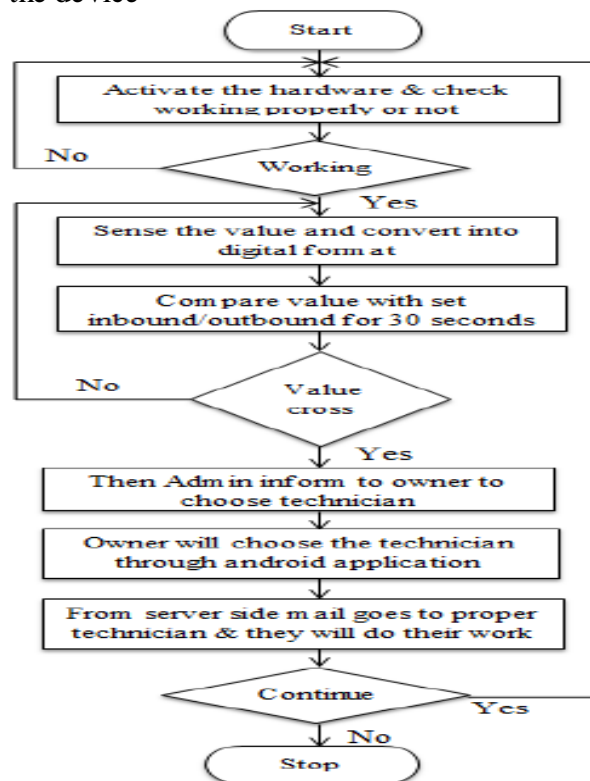 the device
Start
Activate the hardware & check
working properly or not
No
Working
Yes
Sense the value and convert into
digital format
Compare value with set
inbound/outbound for 30 seconds
No
Value
cross
Yes
Then Admin inform to owner to
choose technician
Owner will choose the technician
through android application
From server side mail goes to proper
technician & they will do their work
Continue
Yes
No
Stop